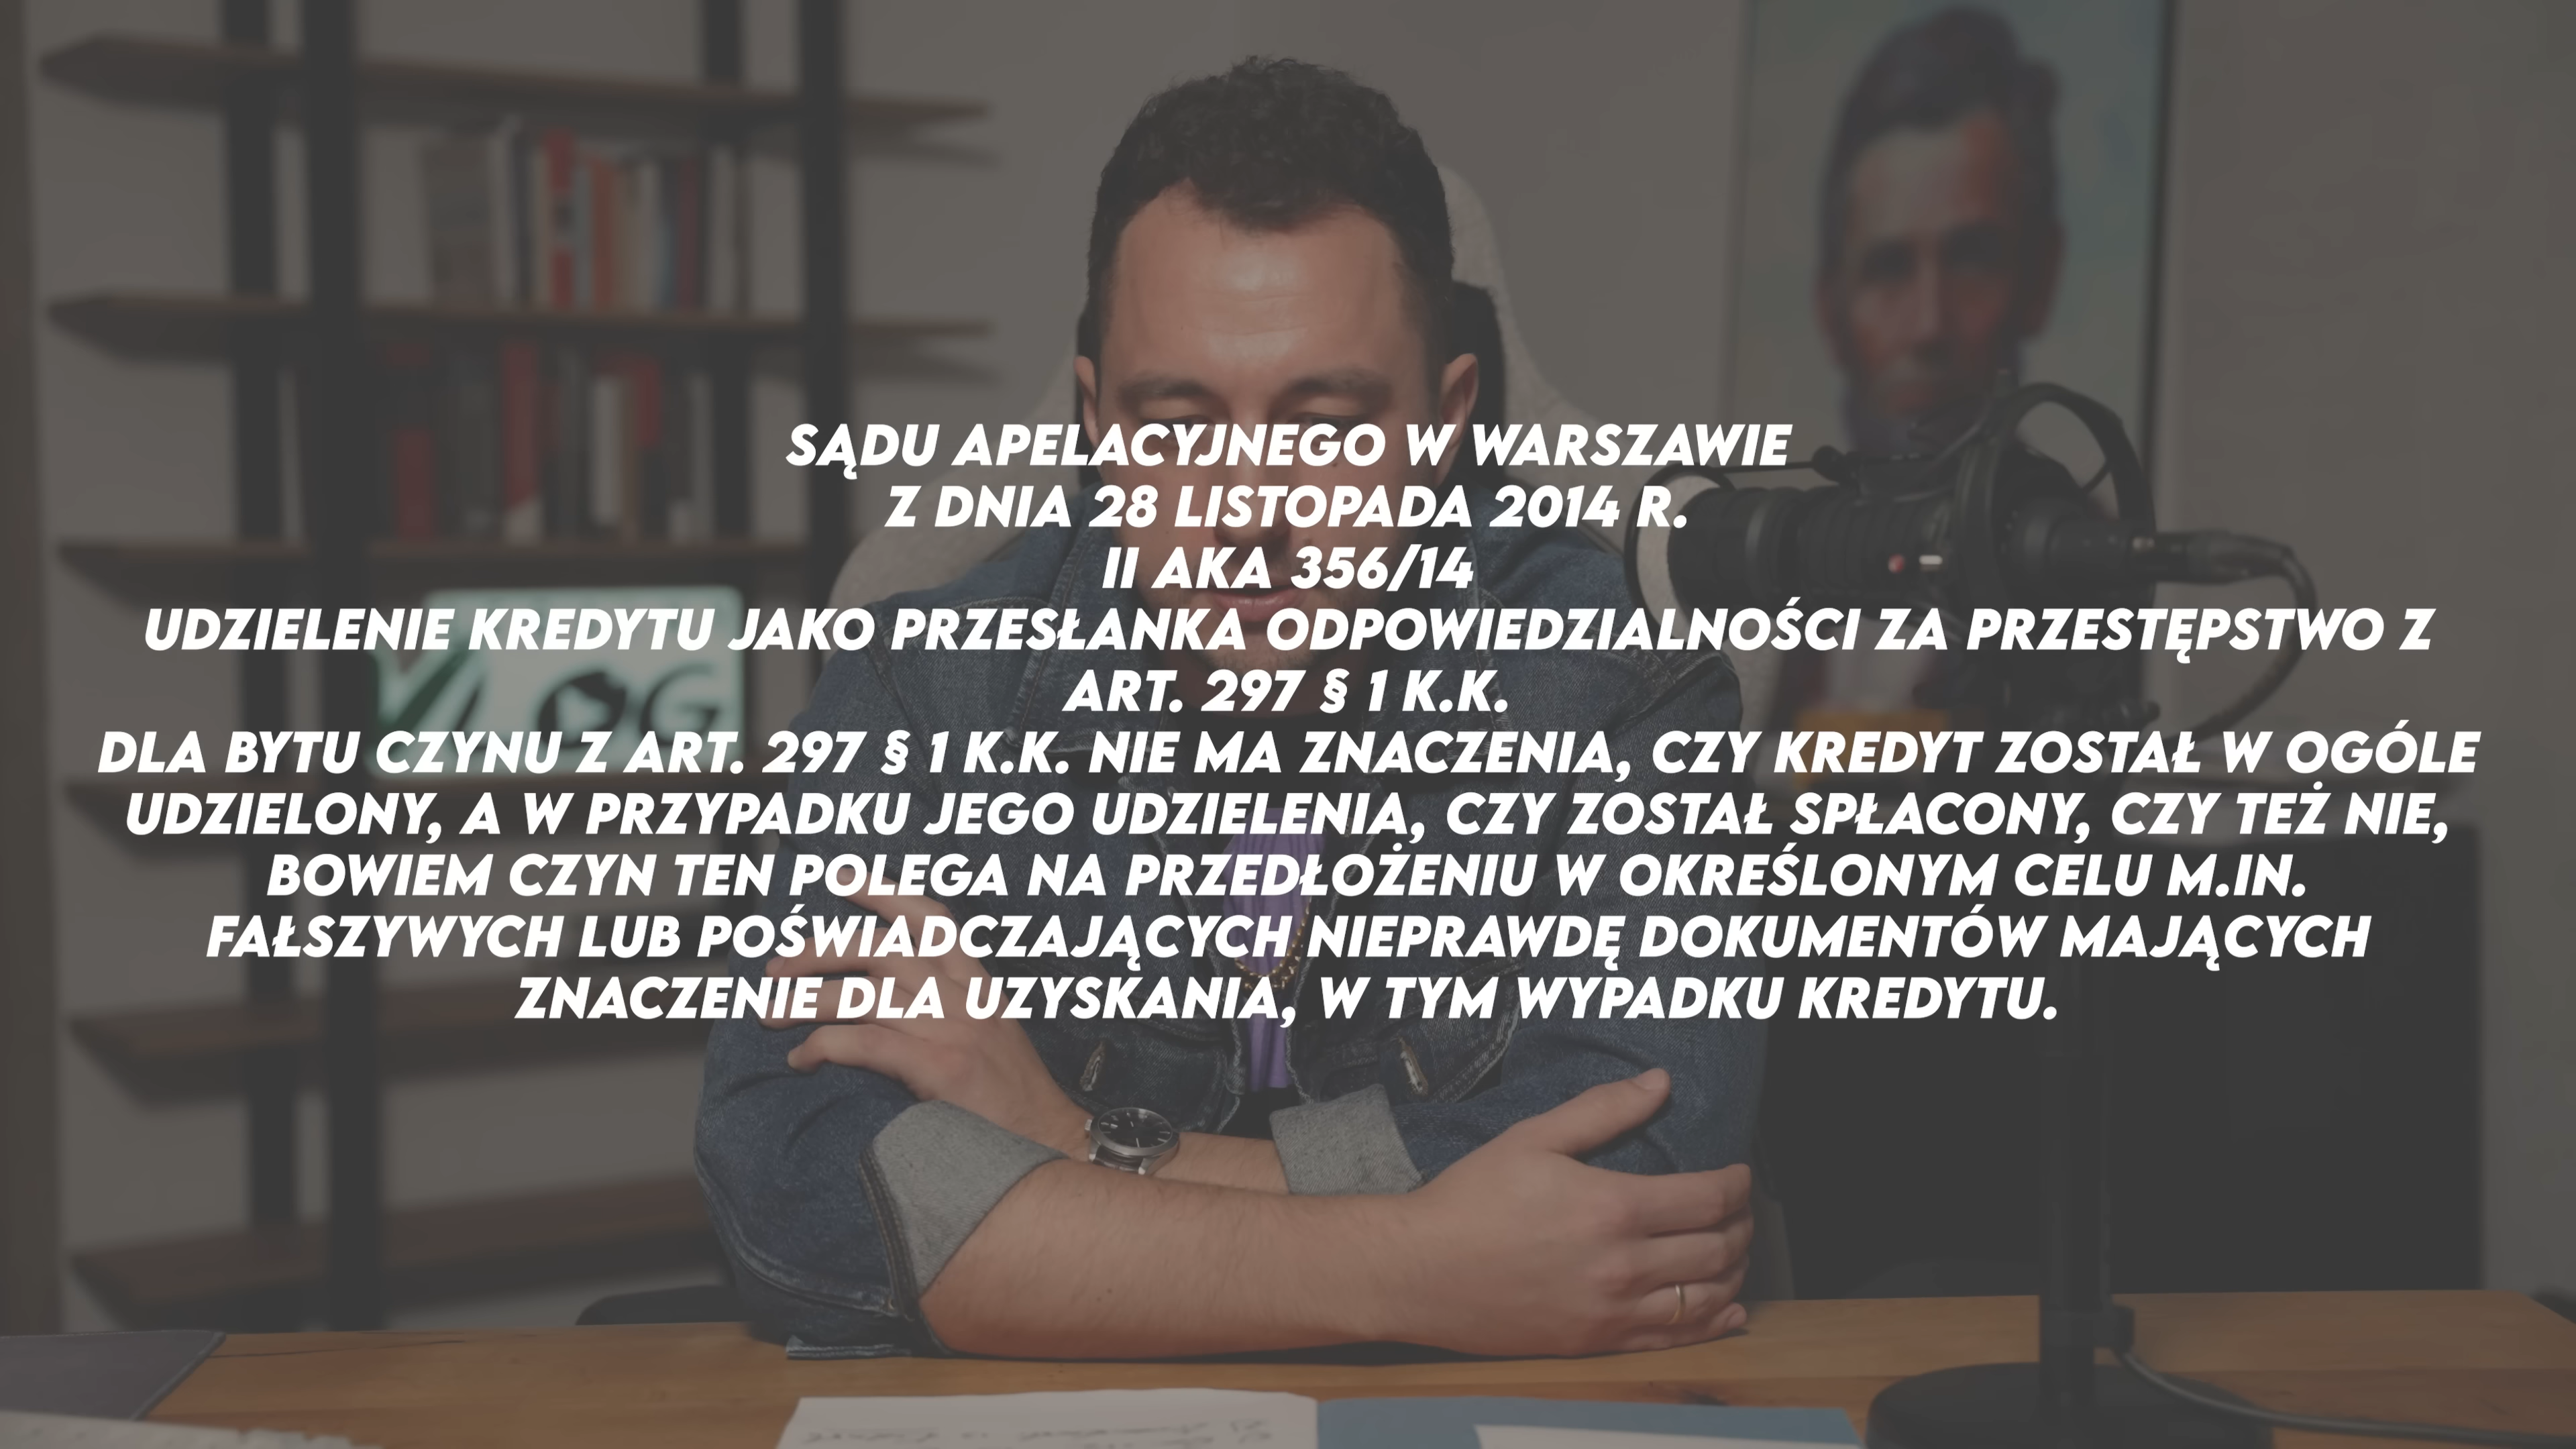 SĄDU APELACYJNEGO W WARSZAWIE
Z DNIA 28 LISTOPADA 2014 R.
II AKA 356/14
UDZIELENIE KREDYTU JAKO PRZESŁANKA ODPOWIEDZIALNOŚCI ZA PRZESTĘPSTWO Z
ART. 297 § 1 K.K.
DLA BYTU CZYNU Z ART. 297 § 1 K.K. NIE MA ZNACZENIA, CZY KREDYT ZOSTAŁ W OGÓLE
UDZIELONY, A W PRZYPADKU JEGO UDZIELENIA, CZY ZOSTAŁ SPŁACONY, CZY TEŻ NIE,
BOWIEM CZYN TEN POLEGA NA PRZEDŁOŻENIU W OKREŚLONYM CELU M.IN.
FAŁSZYWYCH LUB POŚWIADCZAJĄCYCH NIEPRAWDĘ DOKUMENTÓW MAJĄCYCH
ZNACZENIE DLA UZYSKANIA, W TYM WYPADKU KREDYTU.